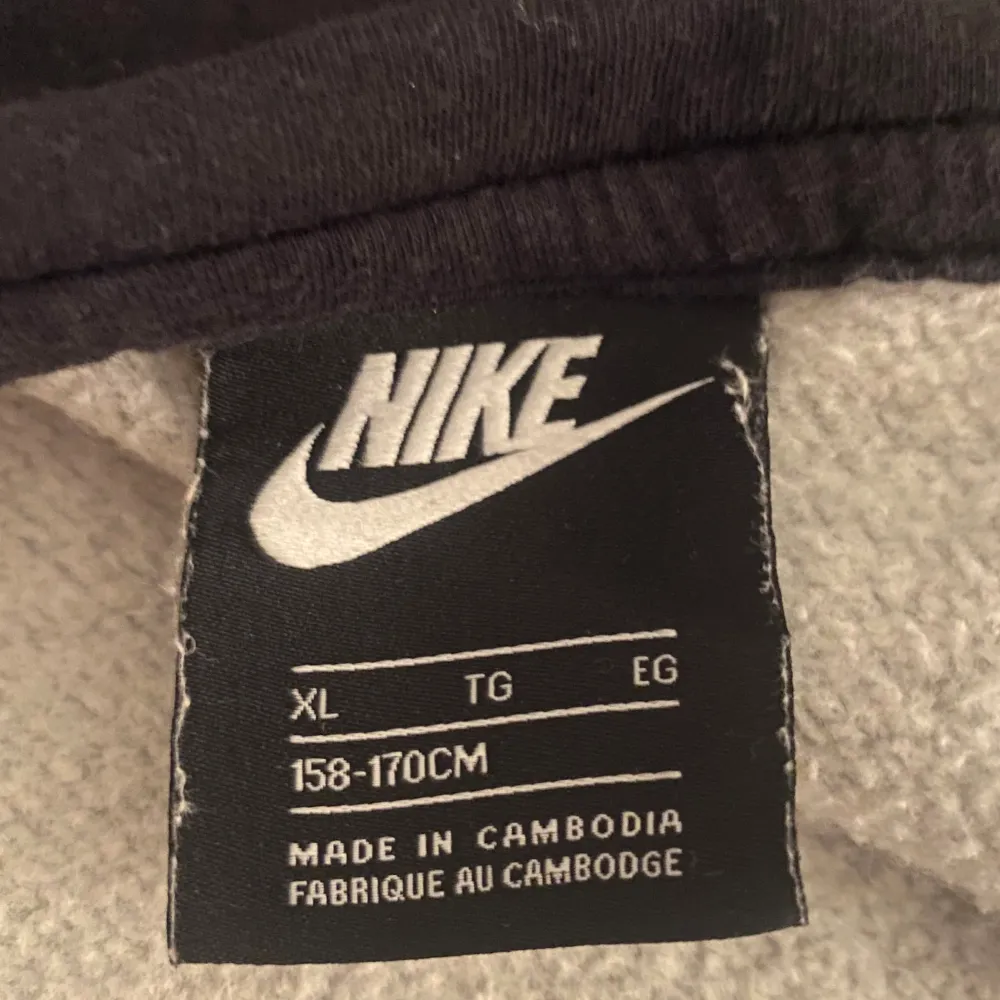 NIKE
XL TG EG
158-170CM
MADE IN CAMBODIA
FABRIQUE AU CAMBODGE